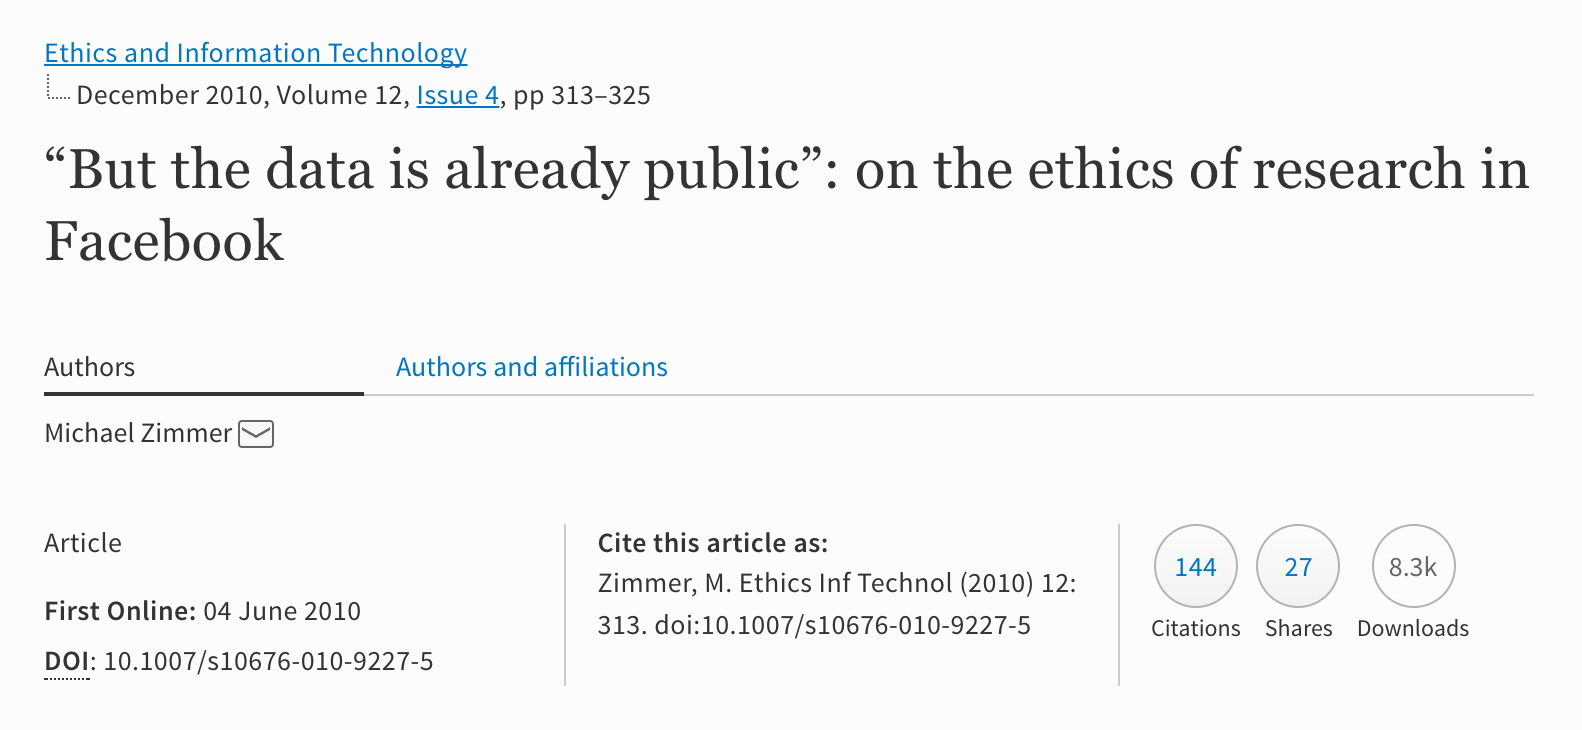 Ethics and Information Technology
December 2010, Volume 12, Issue 4, pp 313–325
“But the data is already public”: on the ethics of research in
Facebook
Authors
Authors and affiliations
Michael Zimmer
Article
First Online: 04 June 2010
DOI: 10.1007/s10676-010-9227-5
Cite this article as:
Zimmer, M. Ethics Inf Technol (2010) 12:
313. doi:10.1007/s10676-010-9227-5
144
Citations
27
Shares
8.3k
Downloads